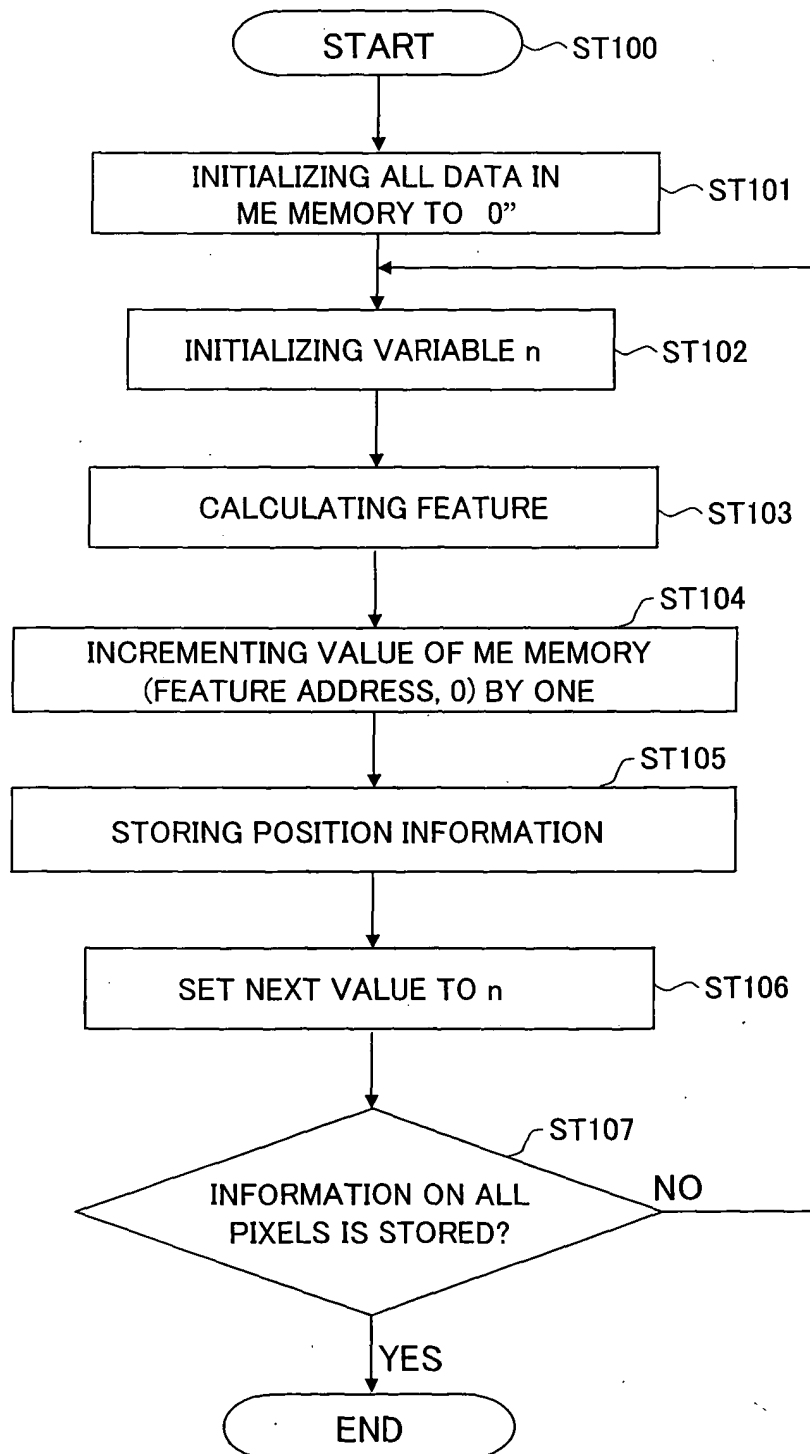 START
ST100
INITIALIZING ALL DATA IN
ME MEMORY TO 0”
ST101
INITIALIZING VARIABLE n
ST102
CALCULATING FEATURE
ST103
ST104
INCREMENTING VALUE OF ME MEMORY
(FEATURE ADDRESS, 0) BY ONE
ST105
STORING POSITION INFORMATION
SET NEXT VALUE TO n
ST106
ST107
INFORMATION ON ALL
PIXELS IS STORED?
NO
YES
END